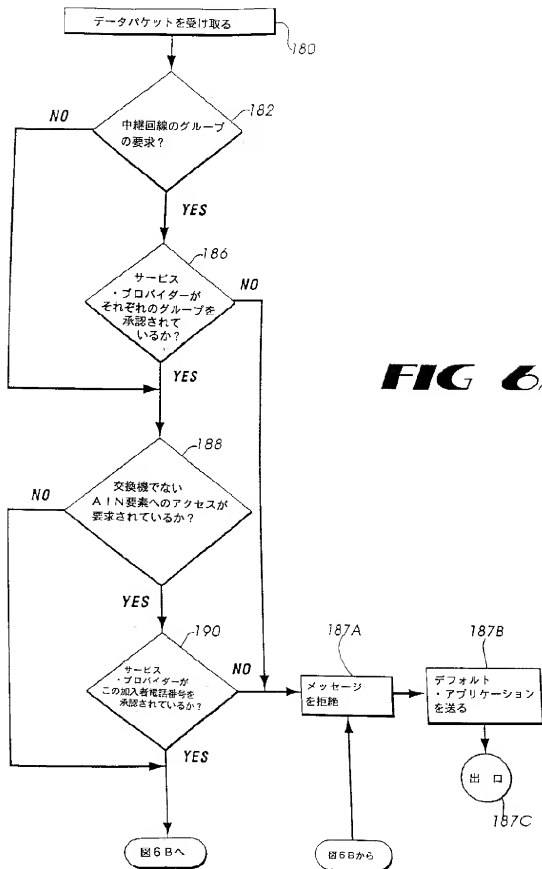 データパケットを受け取る
180
182
中継回線のグループ
の要求？
NO
YES
186
サービス
・プロバイダーが
それぞれのグループを
承認されて
いるか？
NO
YES
FIG 6A
188
交換機でない
AIN要素へのアクセスが
要求されているか？
NO
YES
190
サービス
・プロバイダーが
この加入者電話番号を
承認されているか？
NO
YES
187A
メッセージ
を拒絶
187B
デフォルト
・アプリケーション
を送る
出口
187C
図6Bへ
図6Bから